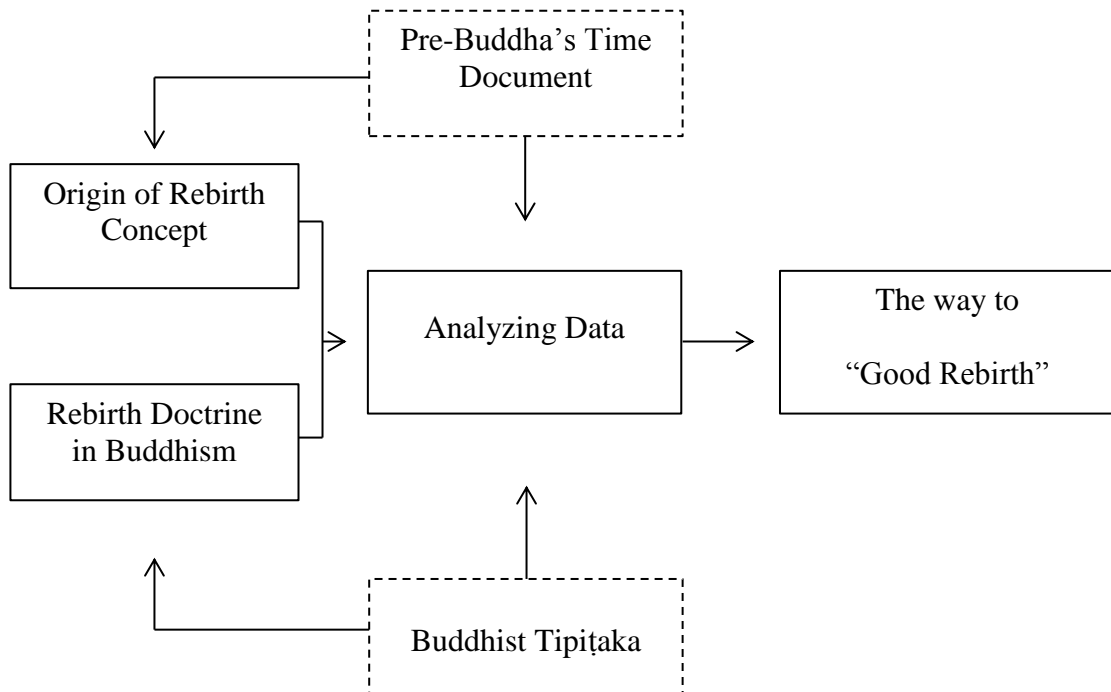 Pre-Buddha’s Time
Document
Origin of Rebirth
Concept
Analyzing Data
The way to
“Good Rebirth”
Rebirth Doctrine
in Buddhism
Buddhist Tipiṭaka